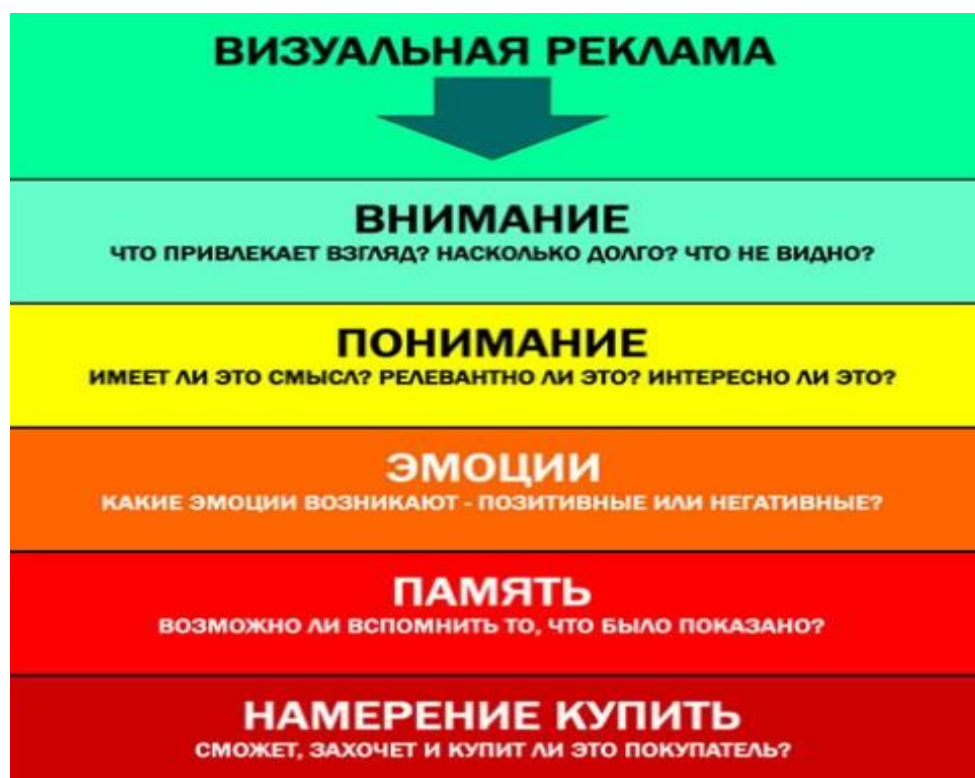 ВИЗУАЛЬНАЯ РЕКЛАМА
ВНИМАНИЕ
ЧТО ПРИВЛЕКАЕТ ВЗГЛЯД? НАСКОЛЬКО ДОЛГО? ЧТО НЕ ВИДНО?
ПОНИМАНИЕ
ИМЕЕТ ЛИ ЭТО СМЫСЛ? РЕЛЕВАНТНО ЛИ ЭТО? ИНТЕРЕСНО ЛИ ЭТО?
ЭМОЦИИ
КАКИЕ ЭМОЦИИ ВОЗНИКАЮТ - ПОЗИТИВНЫЕ ИЛИ НЕГАТИВНЫЕ?
ПАМЯТЬ
ВОЗМОЖНО ЛИ ВСПОМНИТЬ ТО, ЧТО БЫЛО ПОКАЗАНО?
НАМЕРЕНИЕ КУПИТЬ
СМОЖЕТ, ЗАХОЧЕТ И КУПИТ ЛИ ЭТО ПОКУПАТЕЛЬ?